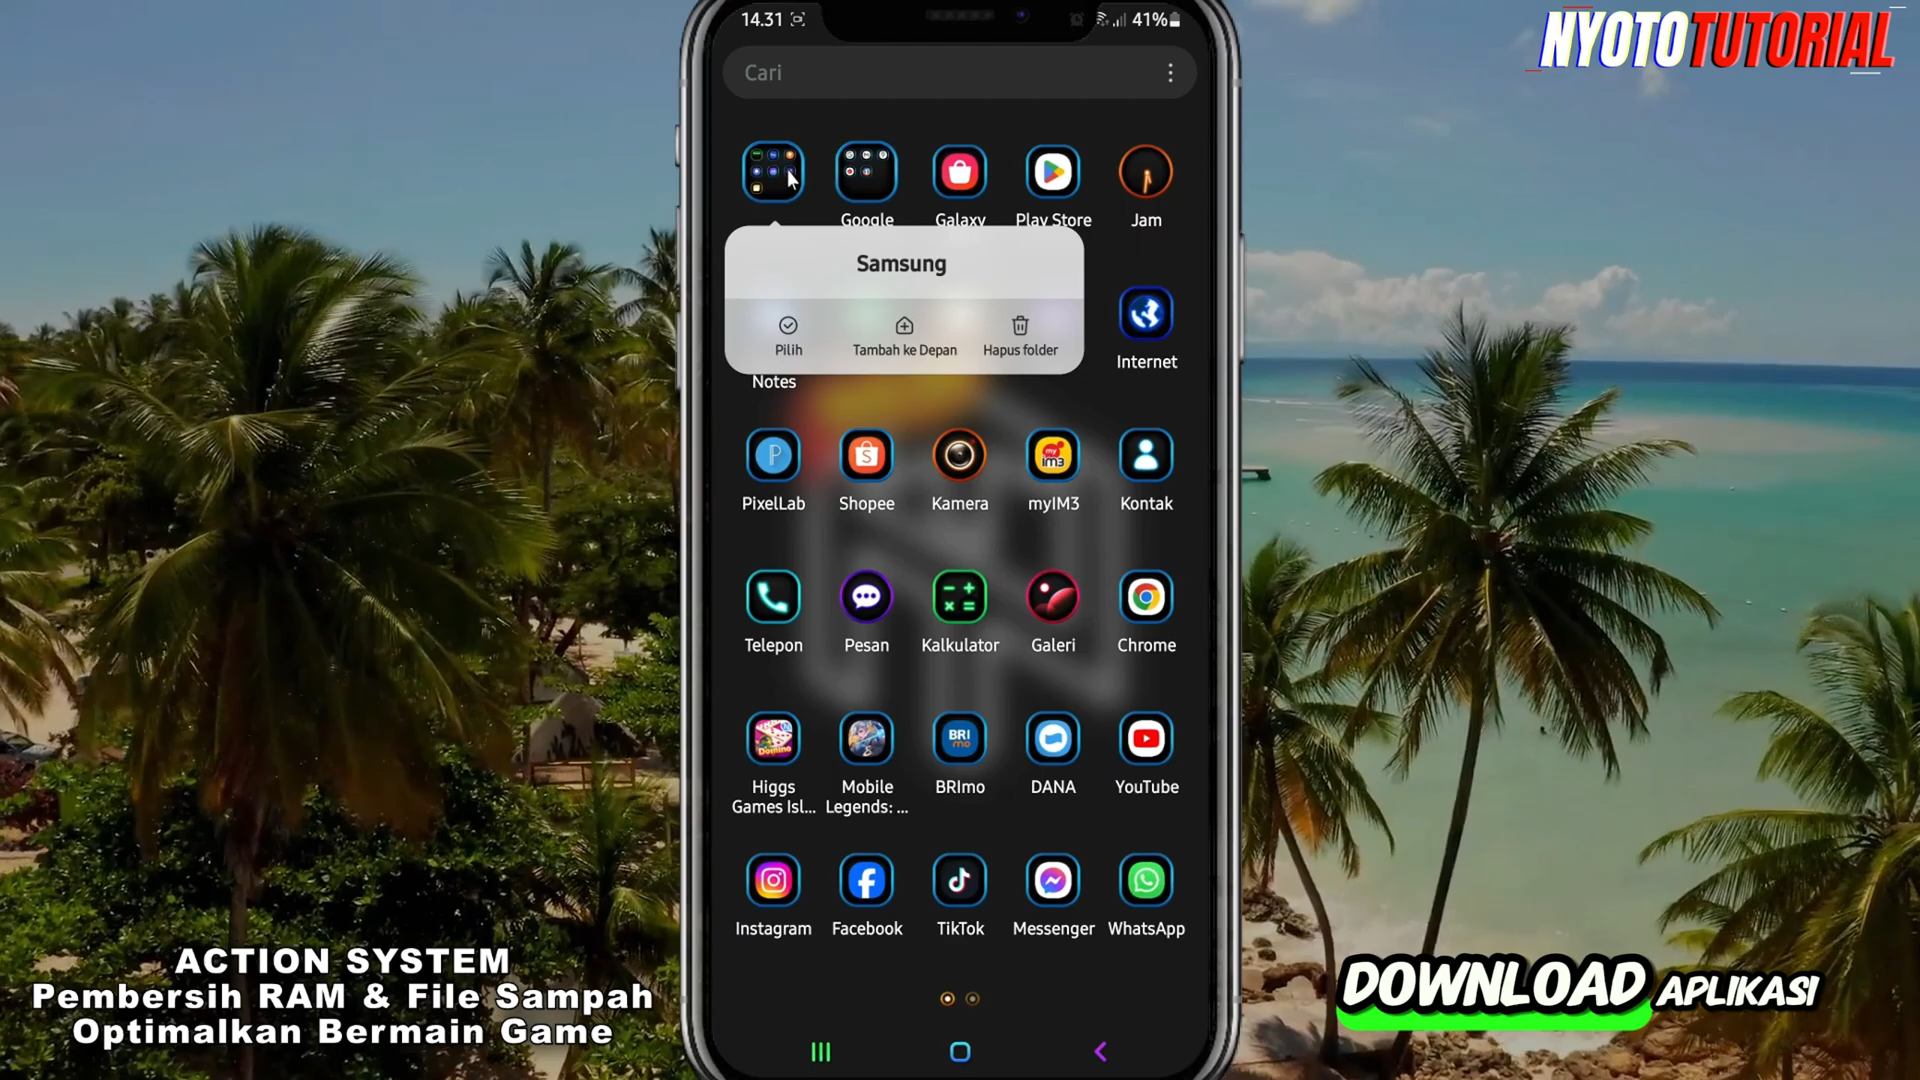 14.31
41%
NYOTOTUTORIAL
Cari
Google
Galaxy
Play Store
Jam
Samsung
Pilih
Tambah ke Depan
Hapus folder
Notes
Internet
PixelLab
Shopee
Kamera
myIM3
Kontak
Telepon
Pesan
Kalkulator
Galeri
Chrome
Higgs
Games Isl...
Mobile
Legends: ...
BRImo
DANA
YouTube
Instagram
Facebook
TikTok
Messenger
WhatsApp
ACTION SYSTEM
Pembersih RAM & File Sampah
Optimalkan Bermain Game
DOWNLOAD APLIKASI